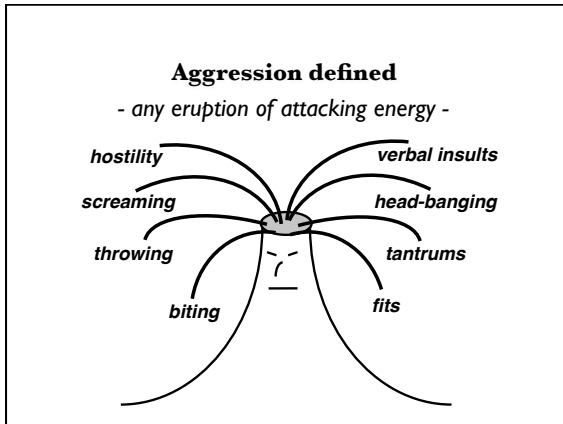 Aggression defined
- any eruption of attacking energy -
hostility
verbal insults
screaming
head-banging
throwing
tantrums
biting
fits